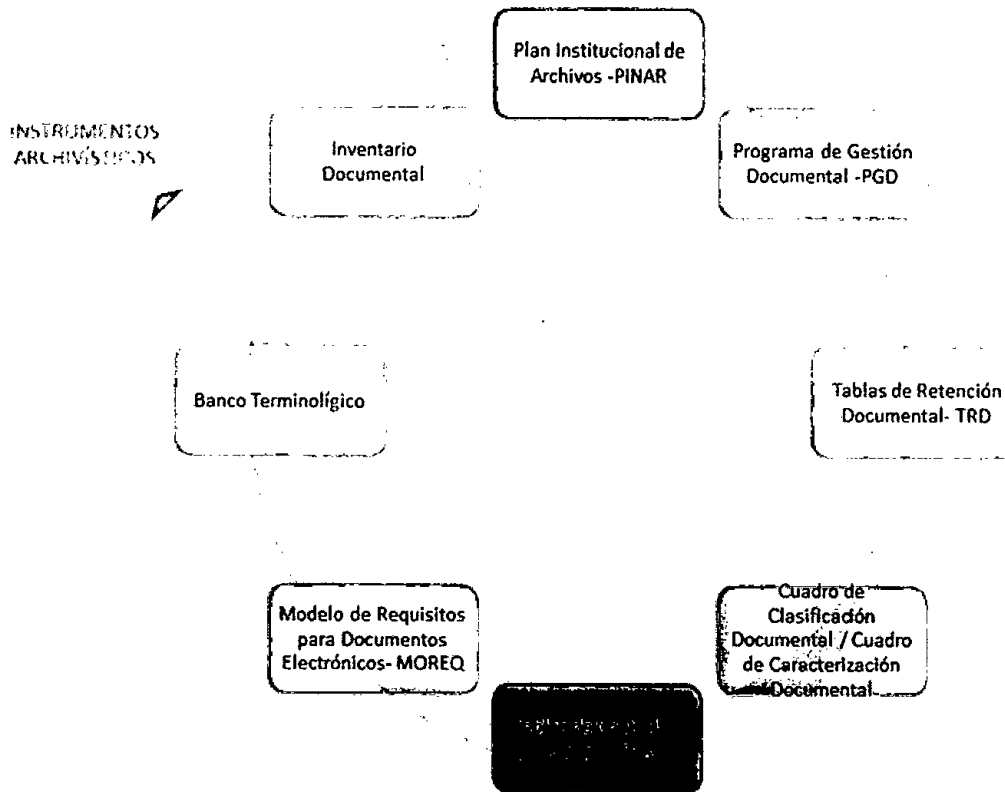 Plan Institucional de
Archivos -PINAR
INSTRUMENTOS
ARCHIVÍSTICOS
Inventario
Documental
Programa de Gestión
Documental -PGD
Banco Terminolígico
Tablas de Retención
Documental- TRD
Modelo de Requisitos
para Documentos
Electrónicos- MOREQ
Cuadro de
Clasificación
Documental / Cuadro
de Caracterización
Documental